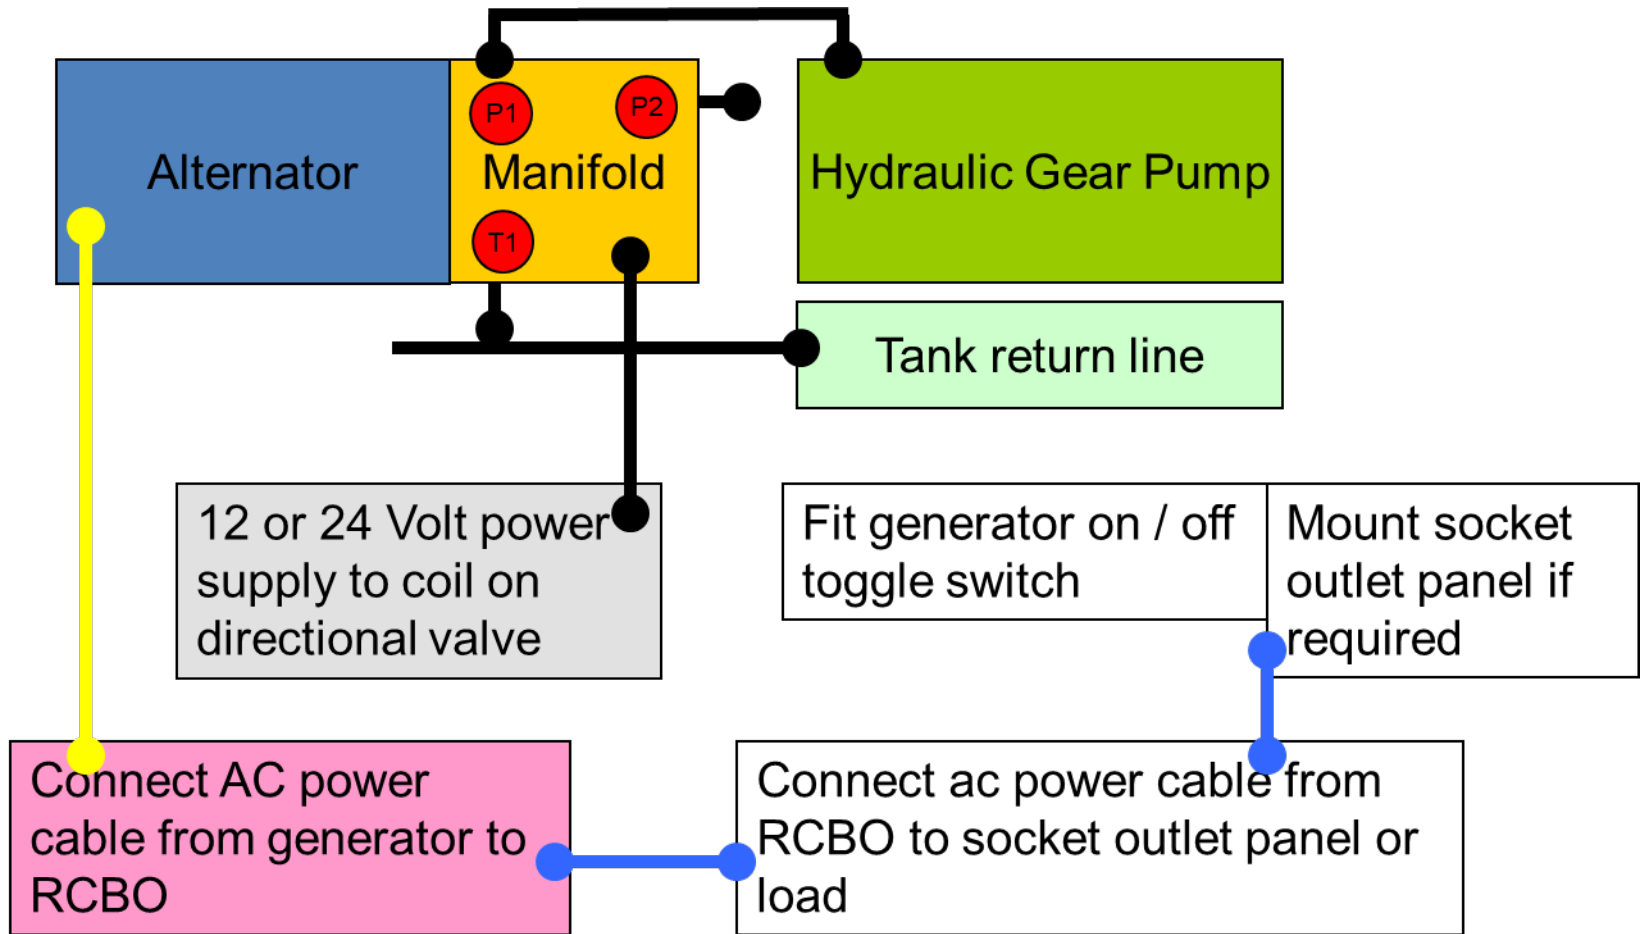 Alternator
P1
P2
Manifold
T1
Hydraulic Gear Pump
Tank return line
12 or 24 Volt power
supply to coil on
directional valve
Fit generator on / off
toggle switch
Mount socket
outlet panel if
required
Connect AC power
cable from generator to
RCBO
Connect ac power cable from
RCBO to socket outlet panel or
load